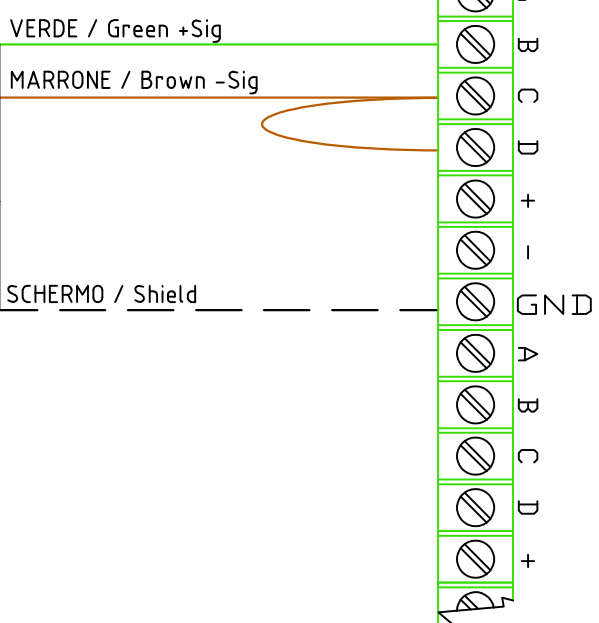 VERDE / Green +Sig
B
MARRONE / Brown -Sig
C
D
+
-
SCHERMO / Shield
GND
A
B
C
D
+